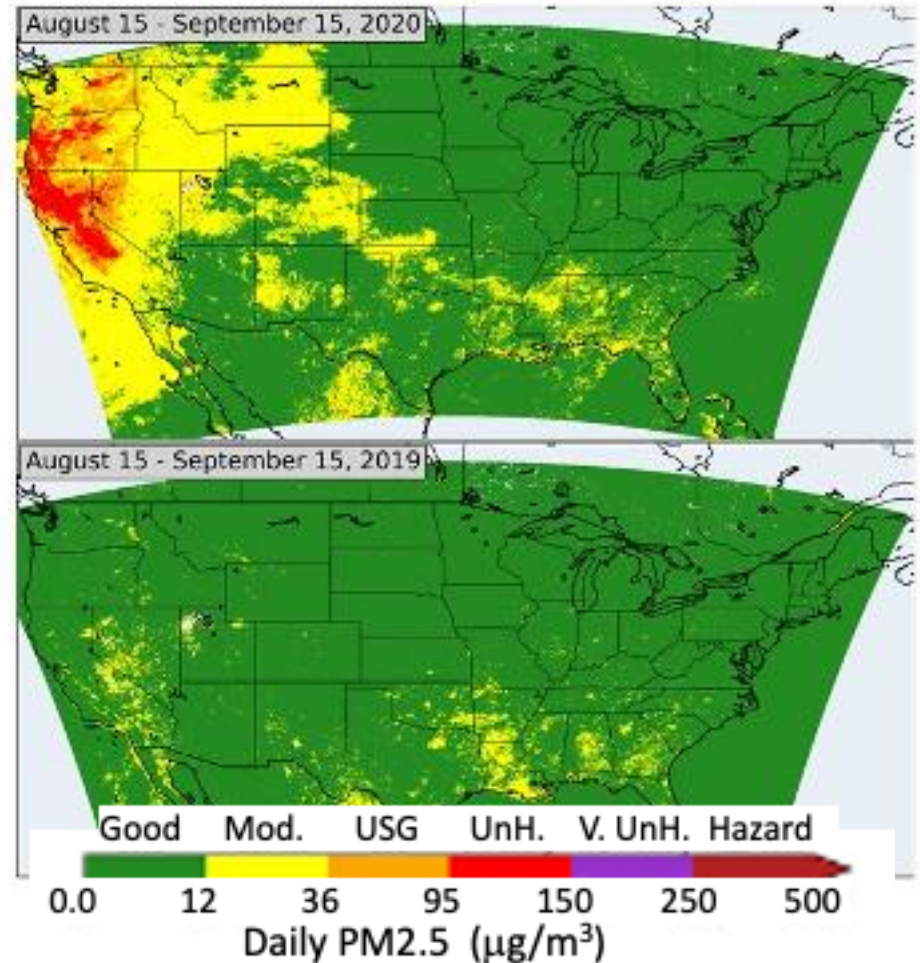 August 15 - September 15, 2020
August 15 - September 15, 2019
Good Mod. USG UnH. V. UnH. Hazard
0.0 12 36 95 150 250 500
Daily PM2.5 (μg/m³)